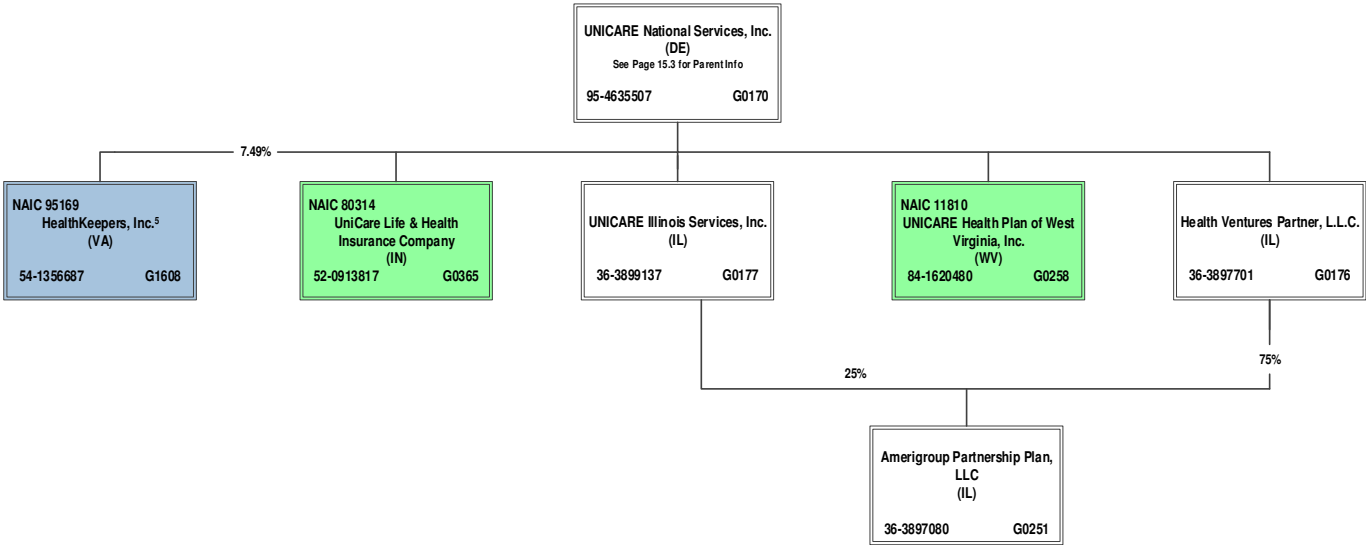 UNICARE National Services, Inc.
(DE)
See Page 15.3 for Parent Info
95-4635507 G0170
7.49%
NAIC 95169
HealthKeepers, Inc.⁵
(VA)
54-1356687 G1608
NAIC 80314
UniCare Life & Health
Insurance Company
(IN)
52-0913817 G0365
UNICARE Illinois Services, Inc.
(IL)
36-3899137 G0177
NAIC 11810
UNICARE Health Plan of West
Virginia, Inc.
(WV)
84-1620480 G0258
Health Ventures Partner, L.L.C.
(IL)
36-3897701 G0176
25%
75%
Amerigroup Partnership Plan,
LLC
(IL)
36-3897080 G0251